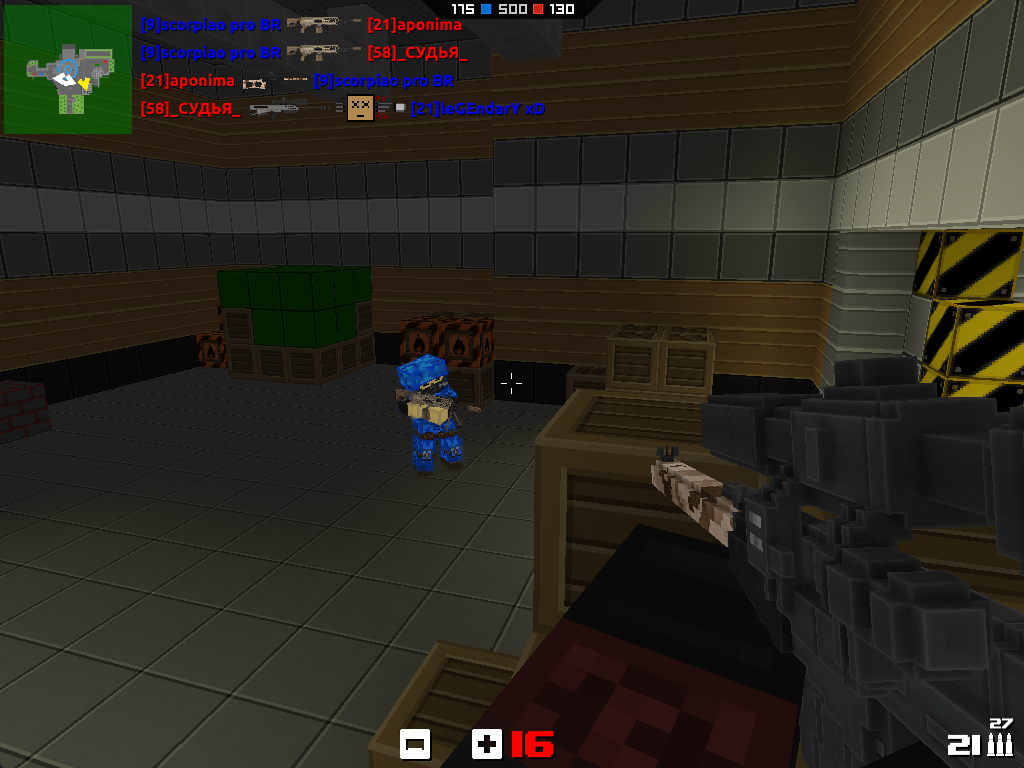 175 500 130
[9]scorpiao pro BR [21]aponima
[9]scorpiao pro BR [58]_СУДЬЯ_
[21]aponima [9]scorpiao pro BR
[58]_СУДЬЯ_ [21]leGEndarY xD
16
27
21